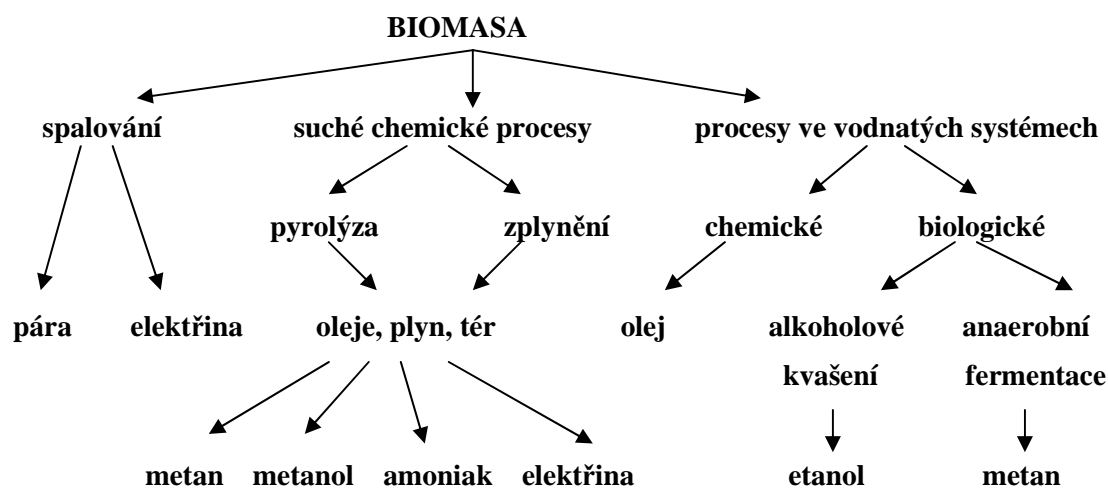 BIOMASA
spalování suché chemické procesy procesy ve vodnatých systémech
pyrolýza zplynění chemické biologické
pára elektřina oleje, plyn, tér olej alkoholové anaerobní
kvašení fermentace
metan metanol amoniak elektřina etanol metan